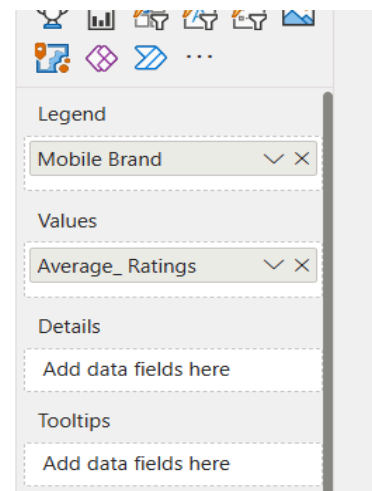 Legend
Mobile Brand
Values
Average_ Ratings
Details
Add data fields here
Tooltips
Add data fields here